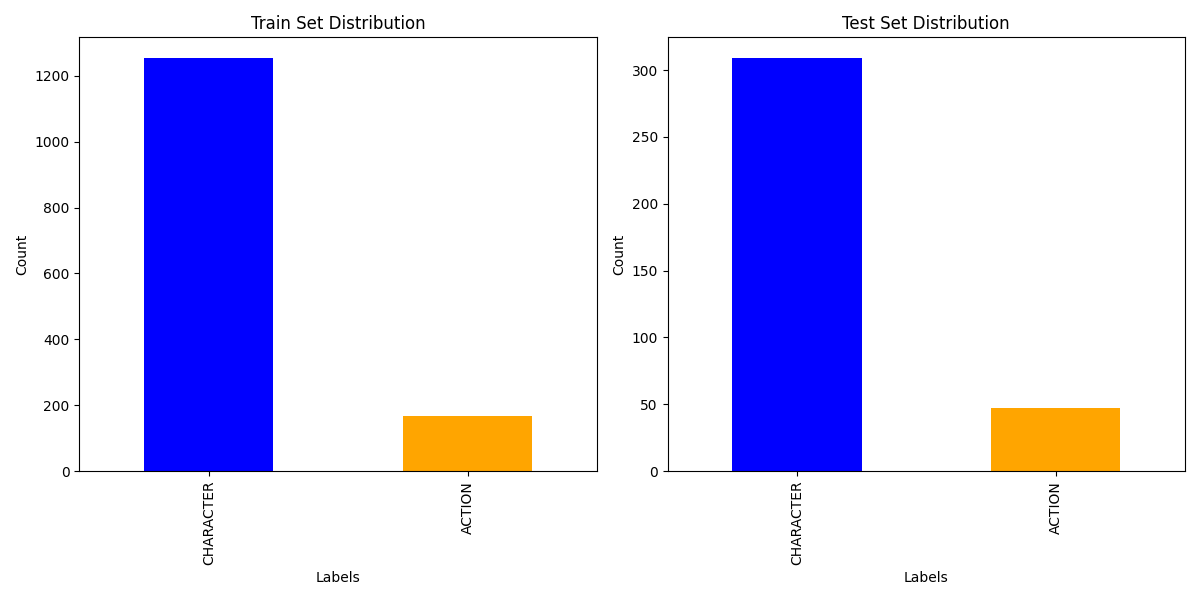 Train Set Distribution
1200
1000
800
600
400
200
0
Count
CHARACTER
ACTION
Labels
Test Set Distribution
300
250
200
150
100
50
0
Count
CHARACTER
ACTION
Labels